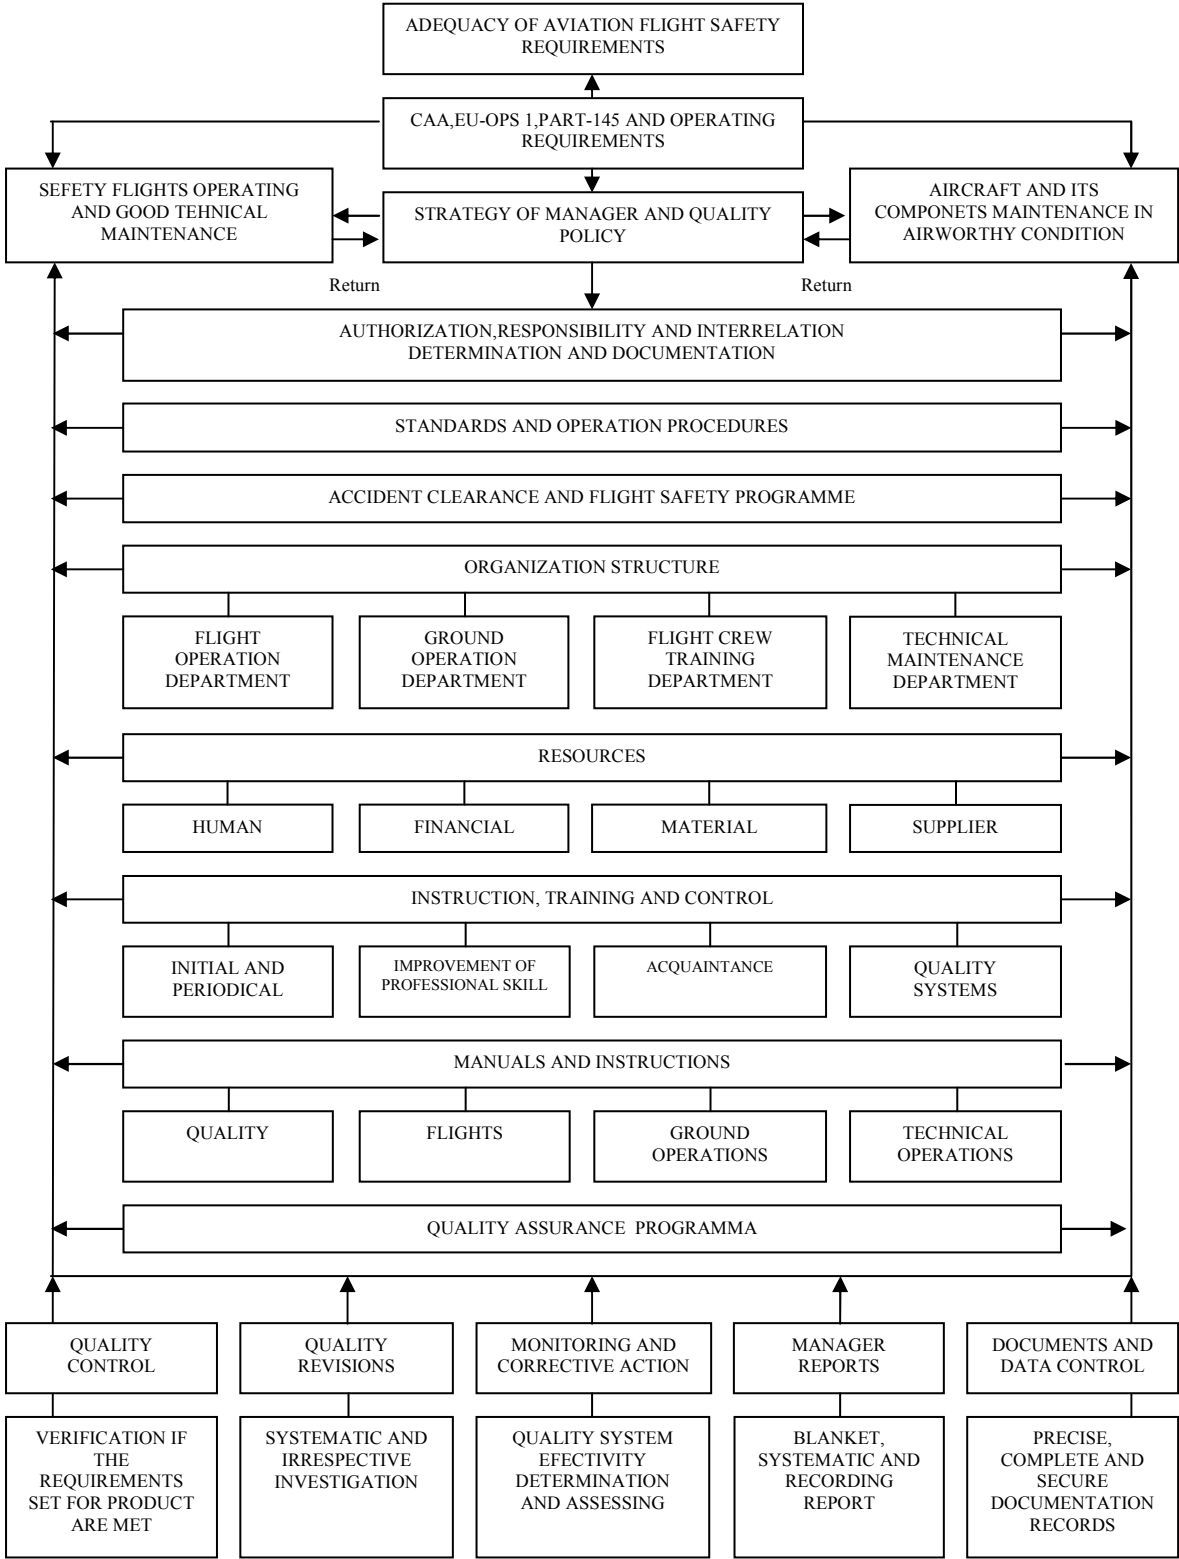 ADEQUACY OF AVIATION FLIGHT SAFETY
REQUIREMENTS
CAA,EU-OPS 1,PART-145 AND OPERATING
REQUIREMENTS
SEFETY FLIGHTS OPERATING
AND GOOD TEHNICAL
MAINTENANCE
STRATEGY OF MANAGER AND QUALITY
POLICY
AIRCRAFT AND ITS
COMPONETS MAINTENANCE IN
AIRWORTHY CONDITION
Return
Return
AUTHORIZATION,RESPONSIBILITY AND INTERRELATION
DETERMINATION AND DOCUMENTATION
STANDARDS AND OPERATION PROCEDURES
ACCIDENT CLEARANCE AND FLIGHT SAFETY PROGRAMME
ORGANIZATION STRUCTURE
FLIGHT
OPERATION
DEPARTMENT
GROUND
OPERATION
DEPARTMENT
FLIGHT CREW
TRAINING
DEPARTMENT
TECHNICAL
MAINTENANCE
DEPARTMENT
RESOURCES
HUMAN
FINANCIAL
MATERIAL
SUPPLIER
INSTRUCTION, TRAINING AND CONTROL
INITIAL AND
PERIODICAL
IMPROVEMENT OF
PROFESSIONAL SKILL
ACQUAINTANCE
QUALITY
SYSTEMS
MANUALS AND INSTRUCTIONS
QUALITY
FLIGHTS
GROUND
OPERATIONS
TECHNICAL
OPERATIONS
QUALITY ASSURANCE PROGRAMMA
QUALITY
CONTROL
QUALITY
REVISIONS
MONITORING AND
CORRECTIVE ACTION
MANAGER
REPORTS
DOCUMENTS AND
DATA CONTROL
VERIFICATION IF
THE
REQUIREMENTS
SET FOR PRODUCT
ARE MET
SYSTEMATIC AND
IRRESPECTIVE
INVESTIGATION
QUALITY SYSTEM
EFECTIVITY
DETERMINATION
AND ASSESSING
BLANKET,
SYSTEMATIC AND
RECORDING
REPORT
PRECISE,
COMPLETE AND
SECURE
DOCUMENTATION
RECORDS